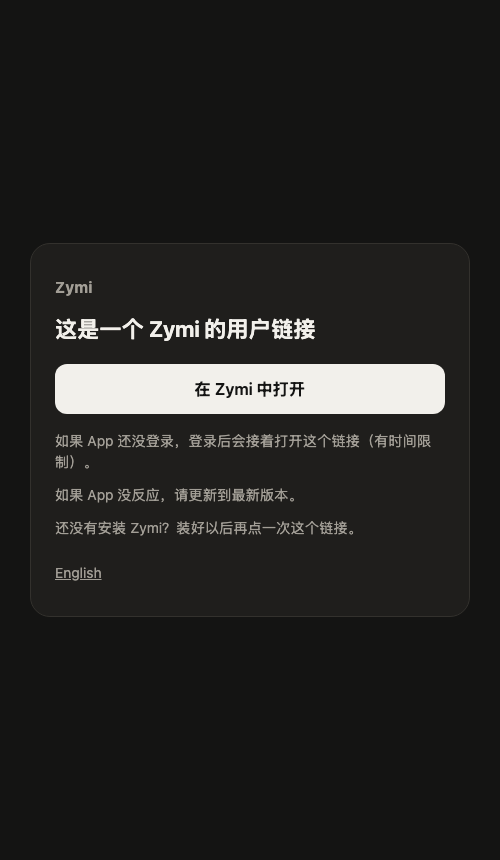 Zymi
这是一个 Zymi 的用户链接
在 Zymi 中打开
如果 App 还没登录，登录后会接着打开这个链接（有时间限
制）。
如果 App 没反应，请更新到最新版本。
还没有安装 Zymi？装好以后再点一次这个链接。
English